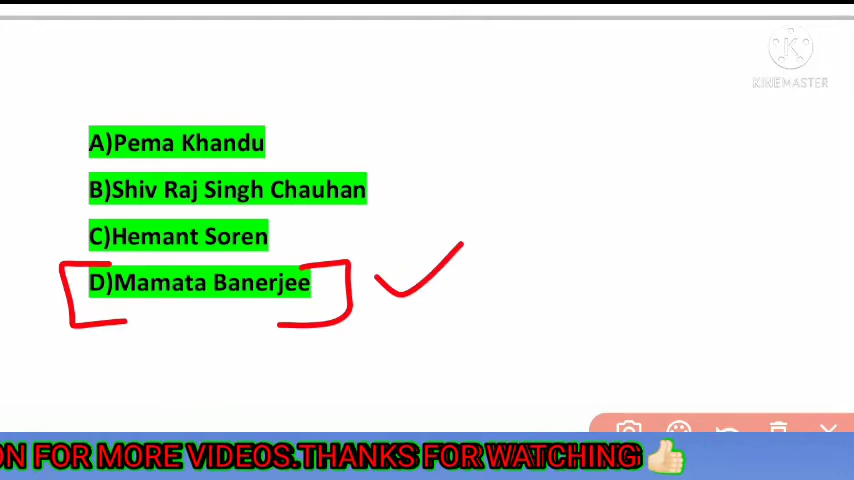 KINEMASTER
A)Pema Khandu
B)Shiv Raj Singh Chauhan
C)Hemant Soren
D)Mamata Banerjee
ON FOR MORE VIDEOS.THANKS FOR WATCHING